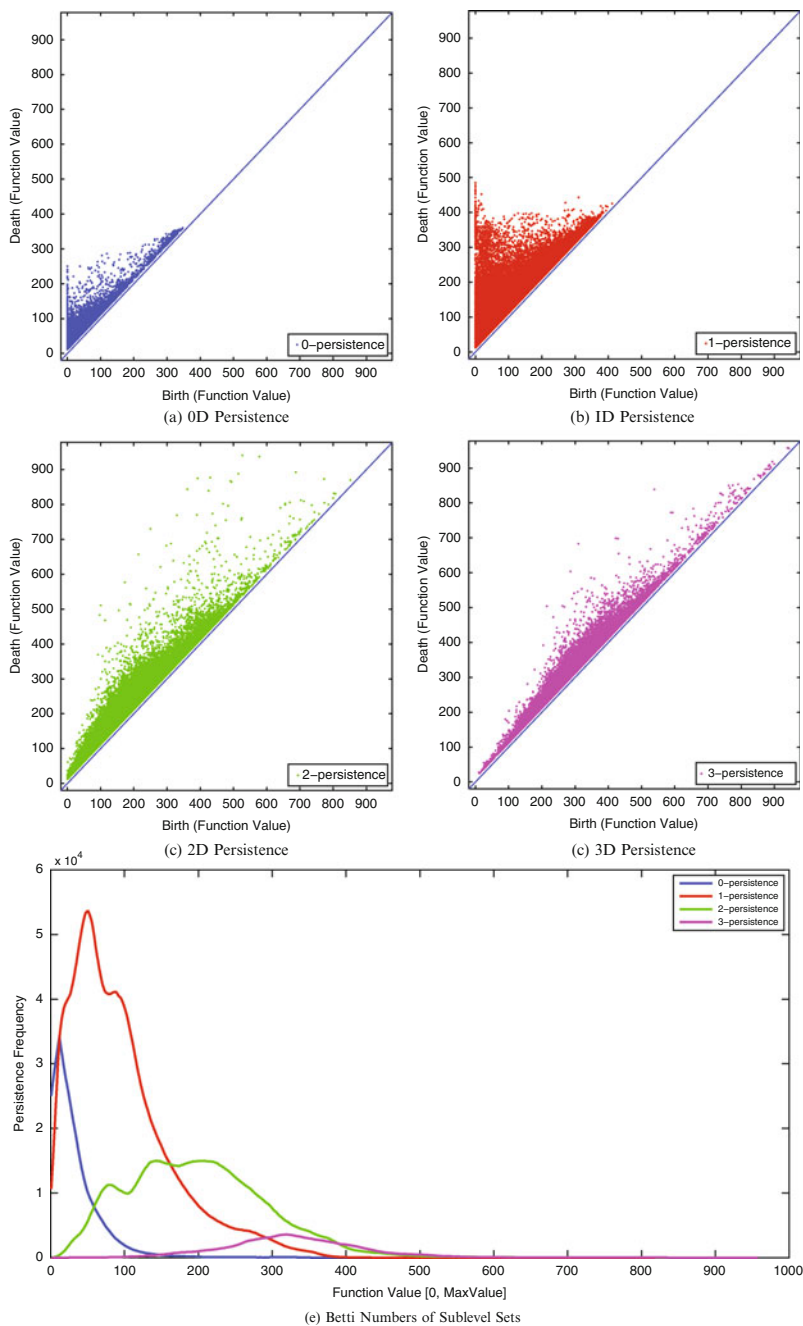 900
800
700
600
500
400
300
200
100
0
Death (Function Value)
0-persistence
0 100 200 300 400 500 600 700 800 900
Birth (Function Value)
(a) 0D Persistence
900
800
700
600
500
400
300
200
100
0
Death (Function Value)
1-persistence
0 100 200 300 400 500 600 700 800 900
Birth (Function Value)
(b) ID Persistence
900
800
700
600
500
400
300
200
100
0
Death (Function Value)
2-persistence
0 100 200 300 400 500 600 700 800 900
Birth (Function Value)
(c) 2D Persistence
900
800
700
600
500
400
300
200
100
0
Death (Function Value)
3-persistence
0 100 200 300 400 500 600 700 800 900
Birth (Function Value)
(c) 3D Persistence
x 10⁴
6
5
4
3
2
1
0
Persistence Frequency
0-persistence
1-persistence
2-persistence
3-persistence
0 100 200 300 400 500 600 700 800 900 1000
Function Value [0, MaxValue]
(e) Betti Numbers of Sublevel Sets